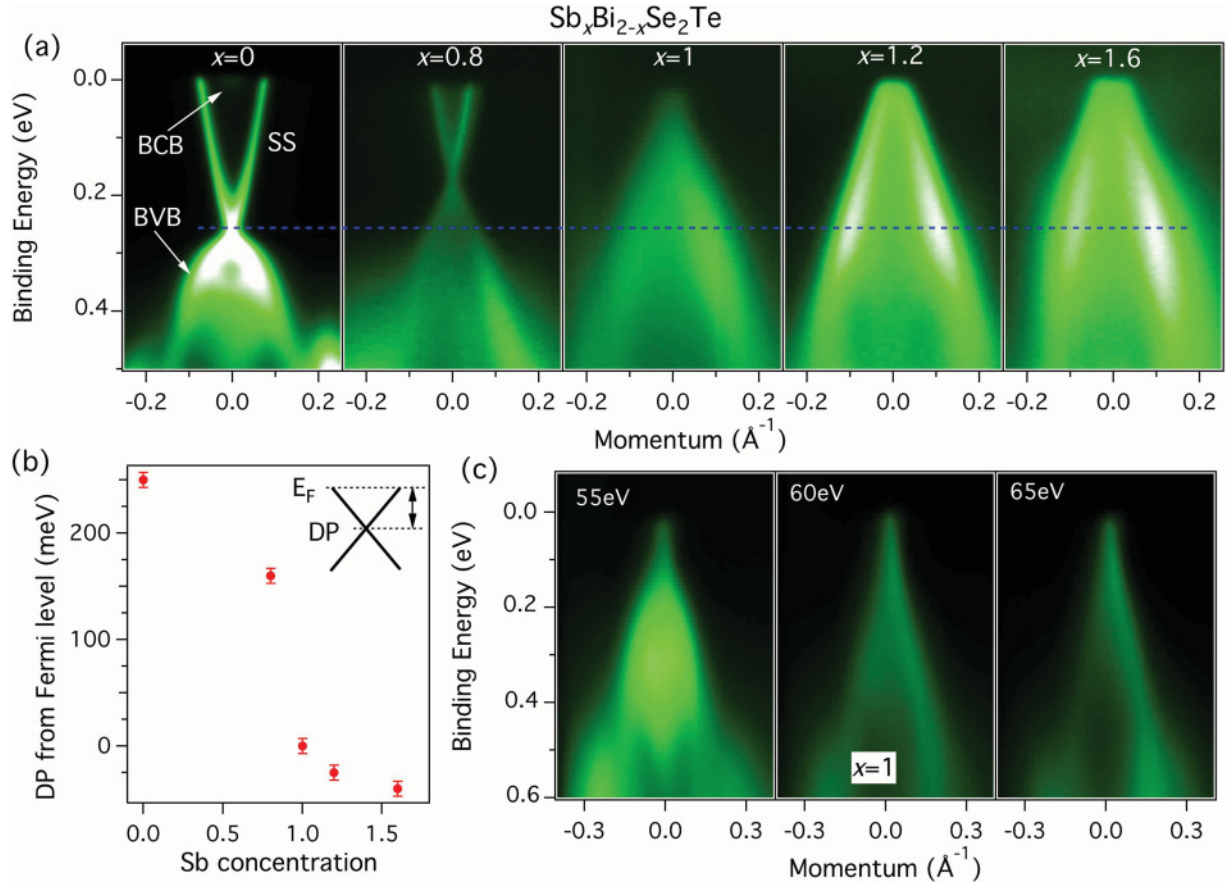 SbxBi2-xSe2Te
(a)
x=0
x=0.8
x=1
x=1.2
x=1.6
BCB
SS
BVB
Binding Energy (eV)
0.0
0.2
0.4
-0.2 0.0 0.2
-0.2 0.0 0.2
-0.2 0.0 0.2
-0.2 0.0 0.2
-0.2 0.0 0.2
Momentum (Å-1)
(b)
EF
DP
DP from Fermi level (meV)
200
100
0
0.0 0.5 1.0 1.5
Sb concentration
(c)
55eV
60eV
65eV
x=1
Binding Energy (eV)
0.0
0.2
0.4
0.6
-0.3 0.0 0.3
-0.3 0.0 0.3
-0.3 0.0 0.3
Momentum (Å-1)